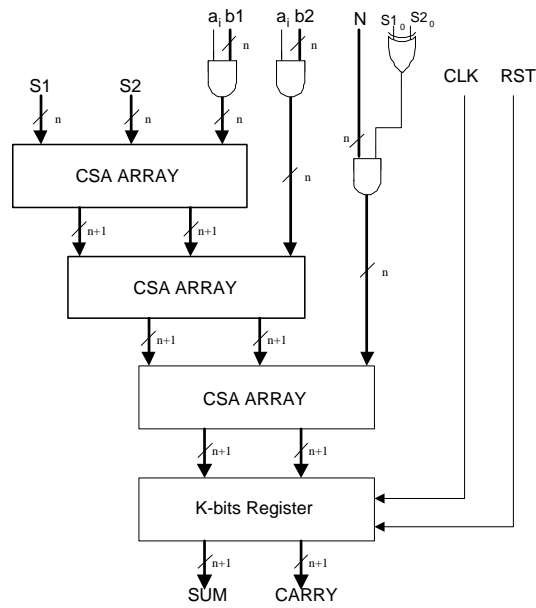 a_i b1 a_i b2 N S1_0 S2_0
n n
CLK RST
S1 S2
n n n n
CSA ARRAY
n
n+1 n+1
n
CSA ARRAY
n+1 n+1
CSA ARRAY
n+1 n+1
K-bits Register
n+1 n+1
SUM CARRY